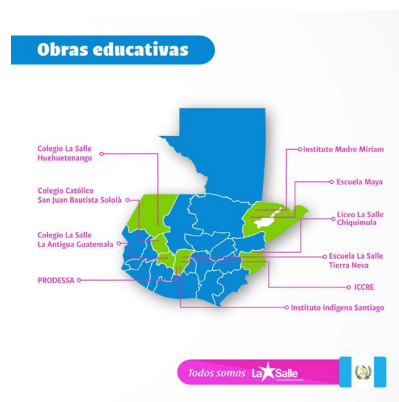 Obras educativas
Colegio La Salle
Huehuetenango
Colegio Católico
San Juan Bautista Sololá
Colegio La Salle
La Antigua Guatemala
PRODESSA
Instituto Madre Miriam
Escuela Maya
Liceo La Salle
Chiquimula
Escuela La Salle
Tierra Neva
ICCRE
Instituto indígena Santiago
Todos somos La Salle